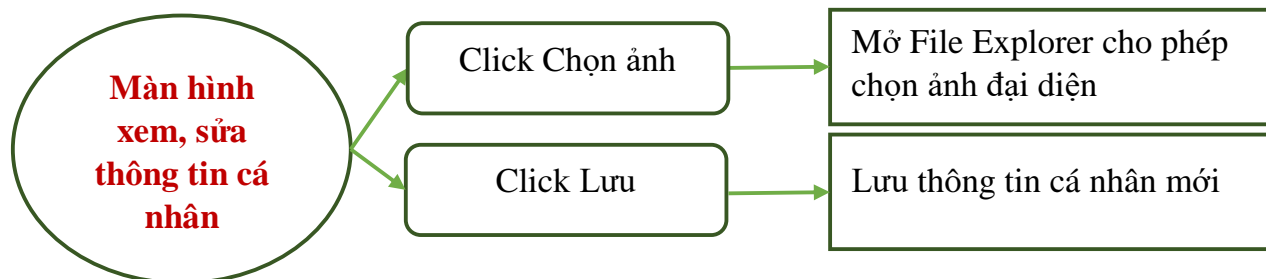 Màn hình
xem, sửa
thông tin cá
nhân
Click Chọn ảnh
Mở File Explorer cho phép
chọn ảnh đại diện
Click Lưu
Lưu thông tin cá nhân mới